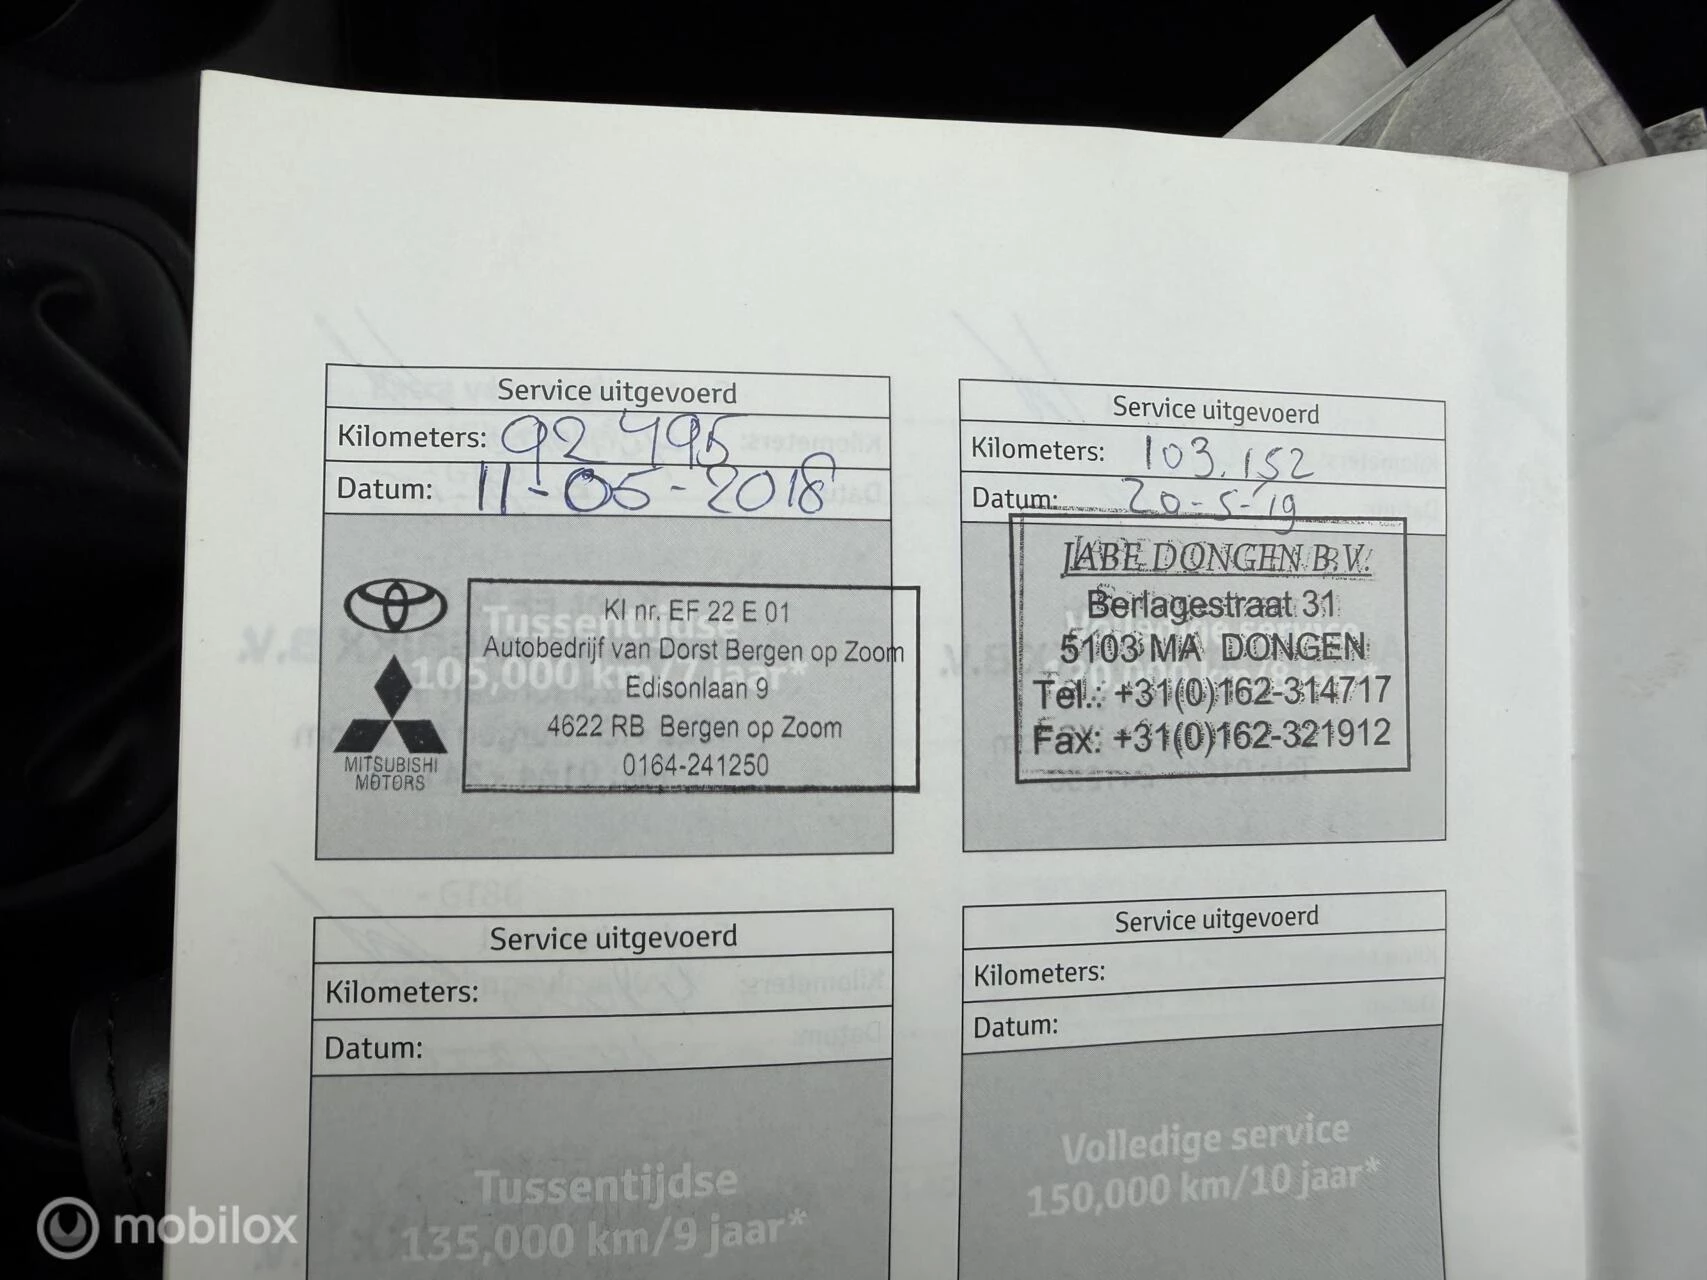 Service uitgevoerd
Kilometers: 92 495
Datum: 11-05-2018
Tussentijdse
105,000 km/7 jaar*
MITSUBISHI
MOTORS
Kl nr. EF 22 E 01
Autobedrijf van Dorst Bergen op Zoom
Edisonlaan 9
4622 RB Bergen op Zoom
0164-241250
Service uitgevoerd
Kilometers: 103.152
Datum: 20-5-19
Volledige service
JABE DONGEN B.V.
Berlagestraat 31
5103 MA DONGEN
Tel.: +31(0)162-314717
Fax: +31(0)162-321912
Service uitgevoerd
Kilometers:
Datum:
Tussentijdse
135,000 km/9 jaar*
Service uitgevoerd
Kilometers:
Datum:
Volledige service
150,000 km/10 jaar*
mobilox